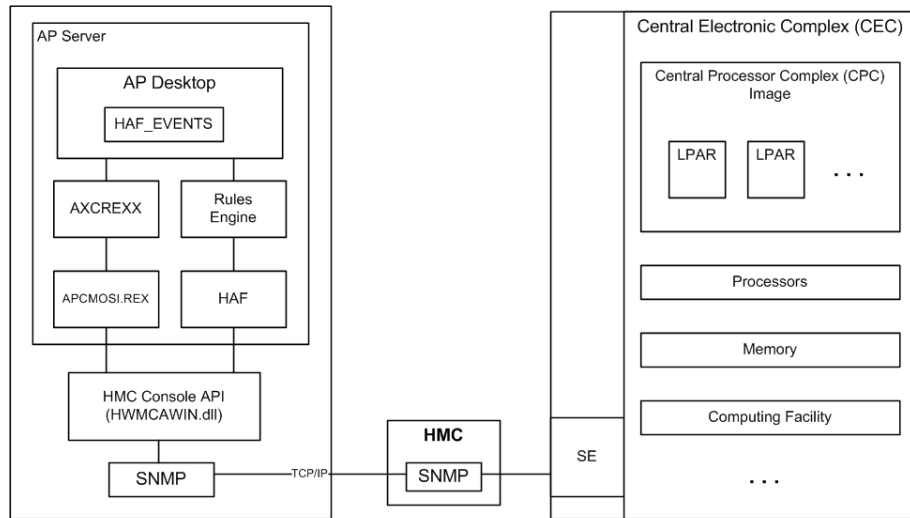 AP Server
AP Desktop
HAF_EVENTS
AXCREXX
Rules
Engine
APCMOSI.REX
HAF
HMC Console API
(HWMCAWIN.dll)
SNMP
TCP/IP
HMC
SNMP
SE
Central Electronic Complex (CEC)
Central Processor Complex (CPC)
Image
LPAR
LPAR
. . .
Processors
Memory
Computing Facility
. . .